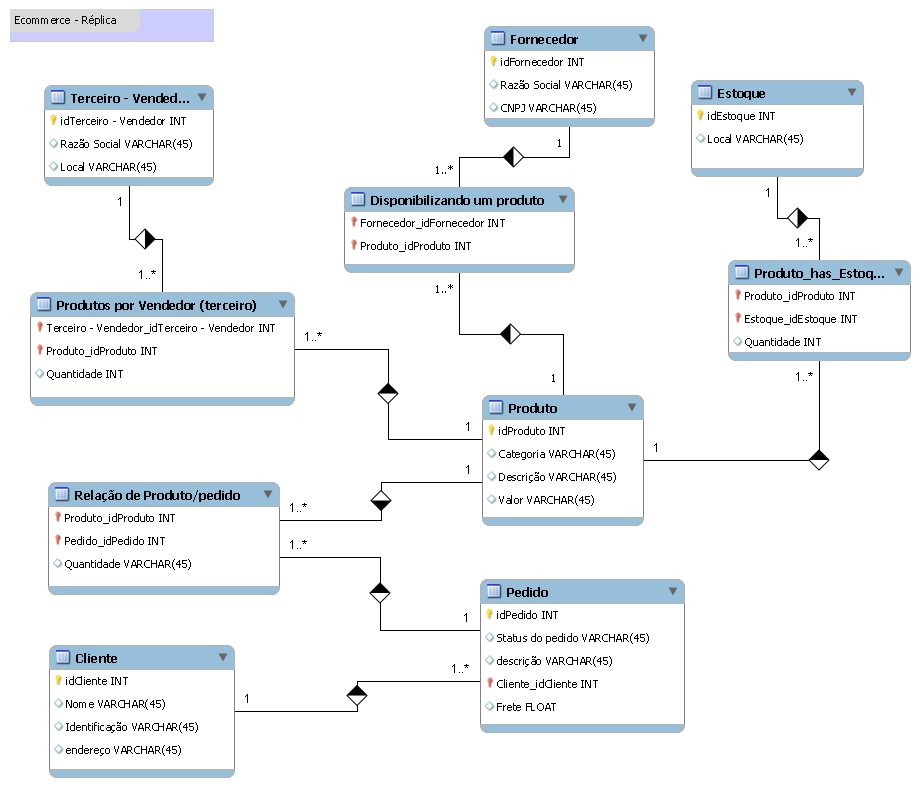 Ecommerce - Réplica
Fornecedor
idFornecedor INT
Razão Social VARCHAR(45)
CNPJ VARCHAR(45)
Terceiro - Vended...
idTerceiro - Vendedor INT
Razão Social VARCHAR(45)
Local VARCHAR(45)
Estoque
idEstoque INT
Local VARCHAR(45)
1
1..*
1
1..*
1
1..*
Disponibilizando um produto
Fornecedor_idFornecedor INT
Produto_idProduto INT
1..*
1
Produto_has_Estoq...
Produto_idProduto INT
Estoque_idEstoque INT
Quantidade INT
1..*
1
Produtos por Vendedor (terceiro)
Terceiro - Vendedor_idTerceiro - Vendedor INT
Produto_idProduto INT
Quantidade INT
1..*
1
Produto
idProduto INT
Categoria VARCHAR(45)
Descrição VARCHAR(45)
Valor VARCHAR(45)
1
1..*
Relação de Produto/pedido
Produto_idProduto INT
Pedido_idPedido INT
Quantidade VARCHAR(45)
1..*
1
Pedido
idPedido INT
Status do pedido VARCHAR(45)
descrição VARCHAR(45)
Cliente_idCliente INT
Frete FLOAT
1..*
1
Cliente
idCliente INT
Nome VARCHAR(45)
Identificação VARCHAR(45)
endereço VARCHAR(45)